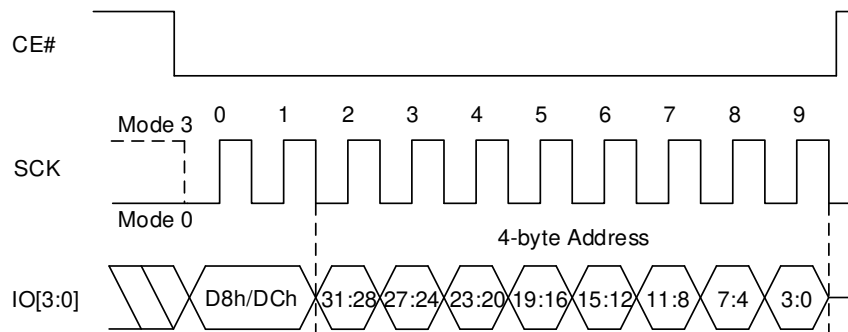 CE#
0 1 2 3 4 5 6 7 8 9
Mode 3
SCK
Mode 0
4-byte Address
IO[3:0] D8h/DCh 31:28 27:24 23:20 19:16 15:12 11:8 7:4 3:0